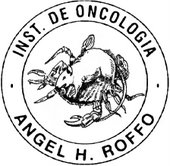 INST. DE ONCOLOGIA
ANGEL H. ROFFO